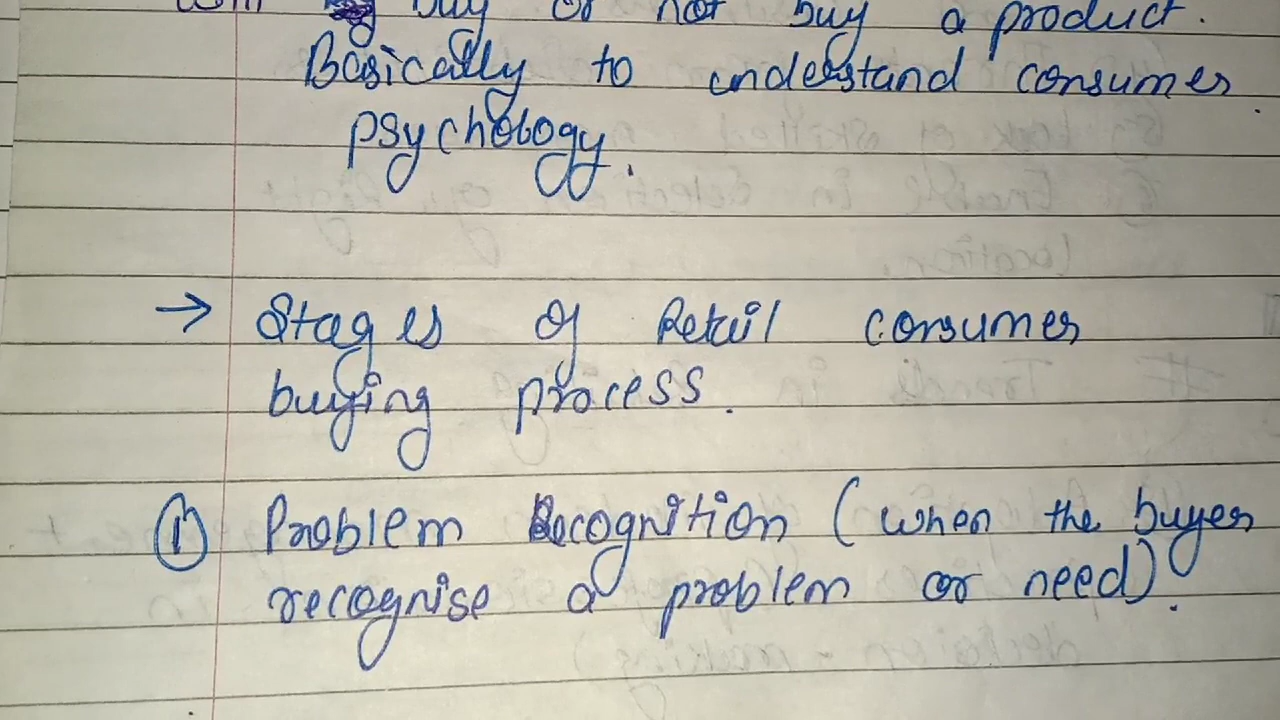 buy or not buy a product.
Basically to understand consumer
psychology.
→ Stages of Retail consumer
buying process.
① Problem Recognition (when the buyer
recognise a problem or need).